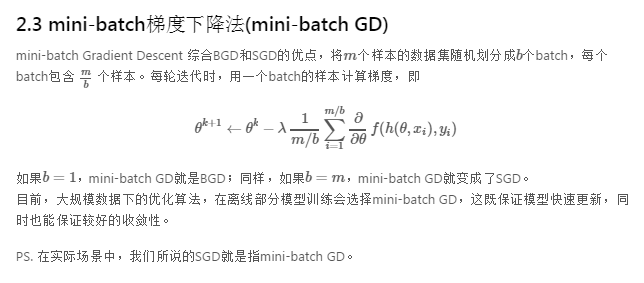 2.3 mini-batch梯度下降法(mini-batch GD)
mini-batch Gradient Descent 综合BGD和SGD的优点，将m个样本的数据集随机划分成b个batch，每个
batch包含 m/b 个样本。每轮迭代时，用一个batch的样本计算梯度，即
θ^{k+1} ← θ^k − λ \frac{1}{m/b} \sum_{i=1}^{m/b} \frac{∂}{∂θ} f(h(θ, x_i), y_i)
如果b = 1，mini-batch GD就是BGD；同样，如果b = m，mini-batch GD就变成了SGD。
目前，大规模数据下的优化算法，在离线部分模型训练会选择mini-batch GD，这既保证模型快速更新，同
时也能保证较好的收敛性。
PS. 在实际场景中，我们所说的SGD就是指mini-batch GD。